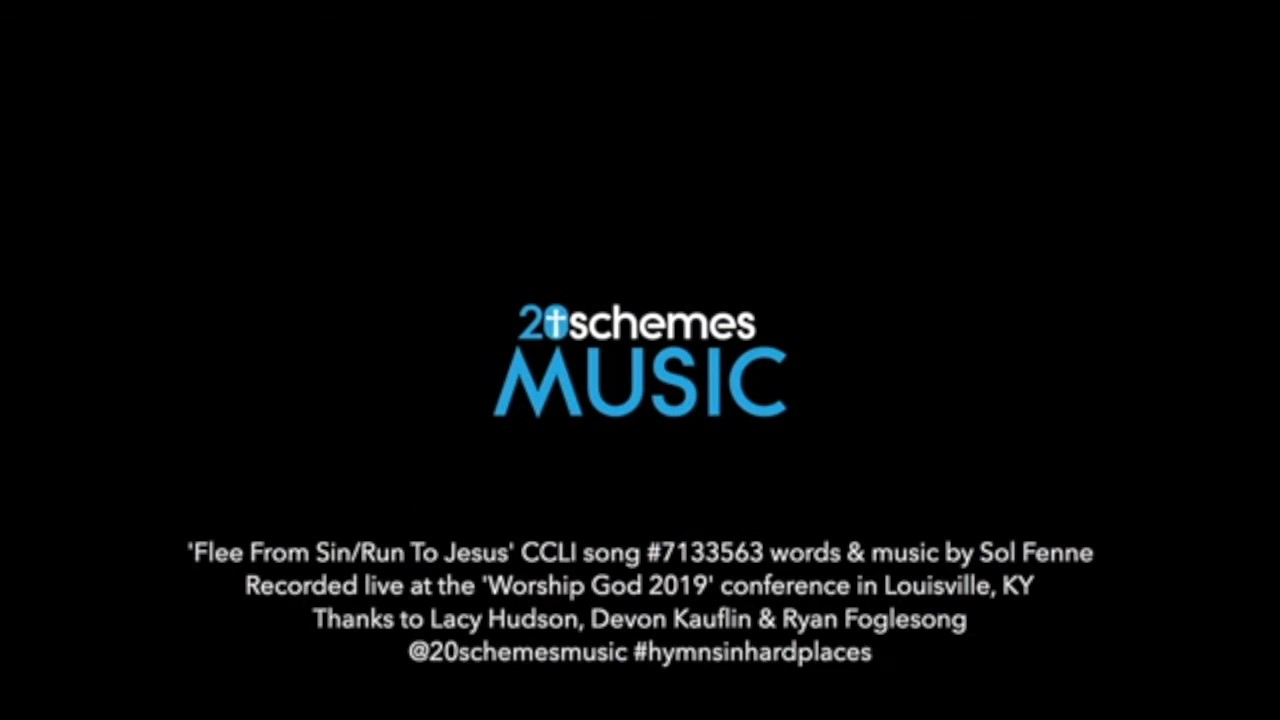 20schemes
MUSIC
'Flee From Sin/Run To Jesus' CCLI song #7133563 words & music by Sol Fenne
Recorded live at the 'Worship God 2019' conference in Louisville, KY
Thanks to Lacy Hudson, Devon Kauflin & Ryan Foglesong
@20schemesmusic #hymnsinhardplaces